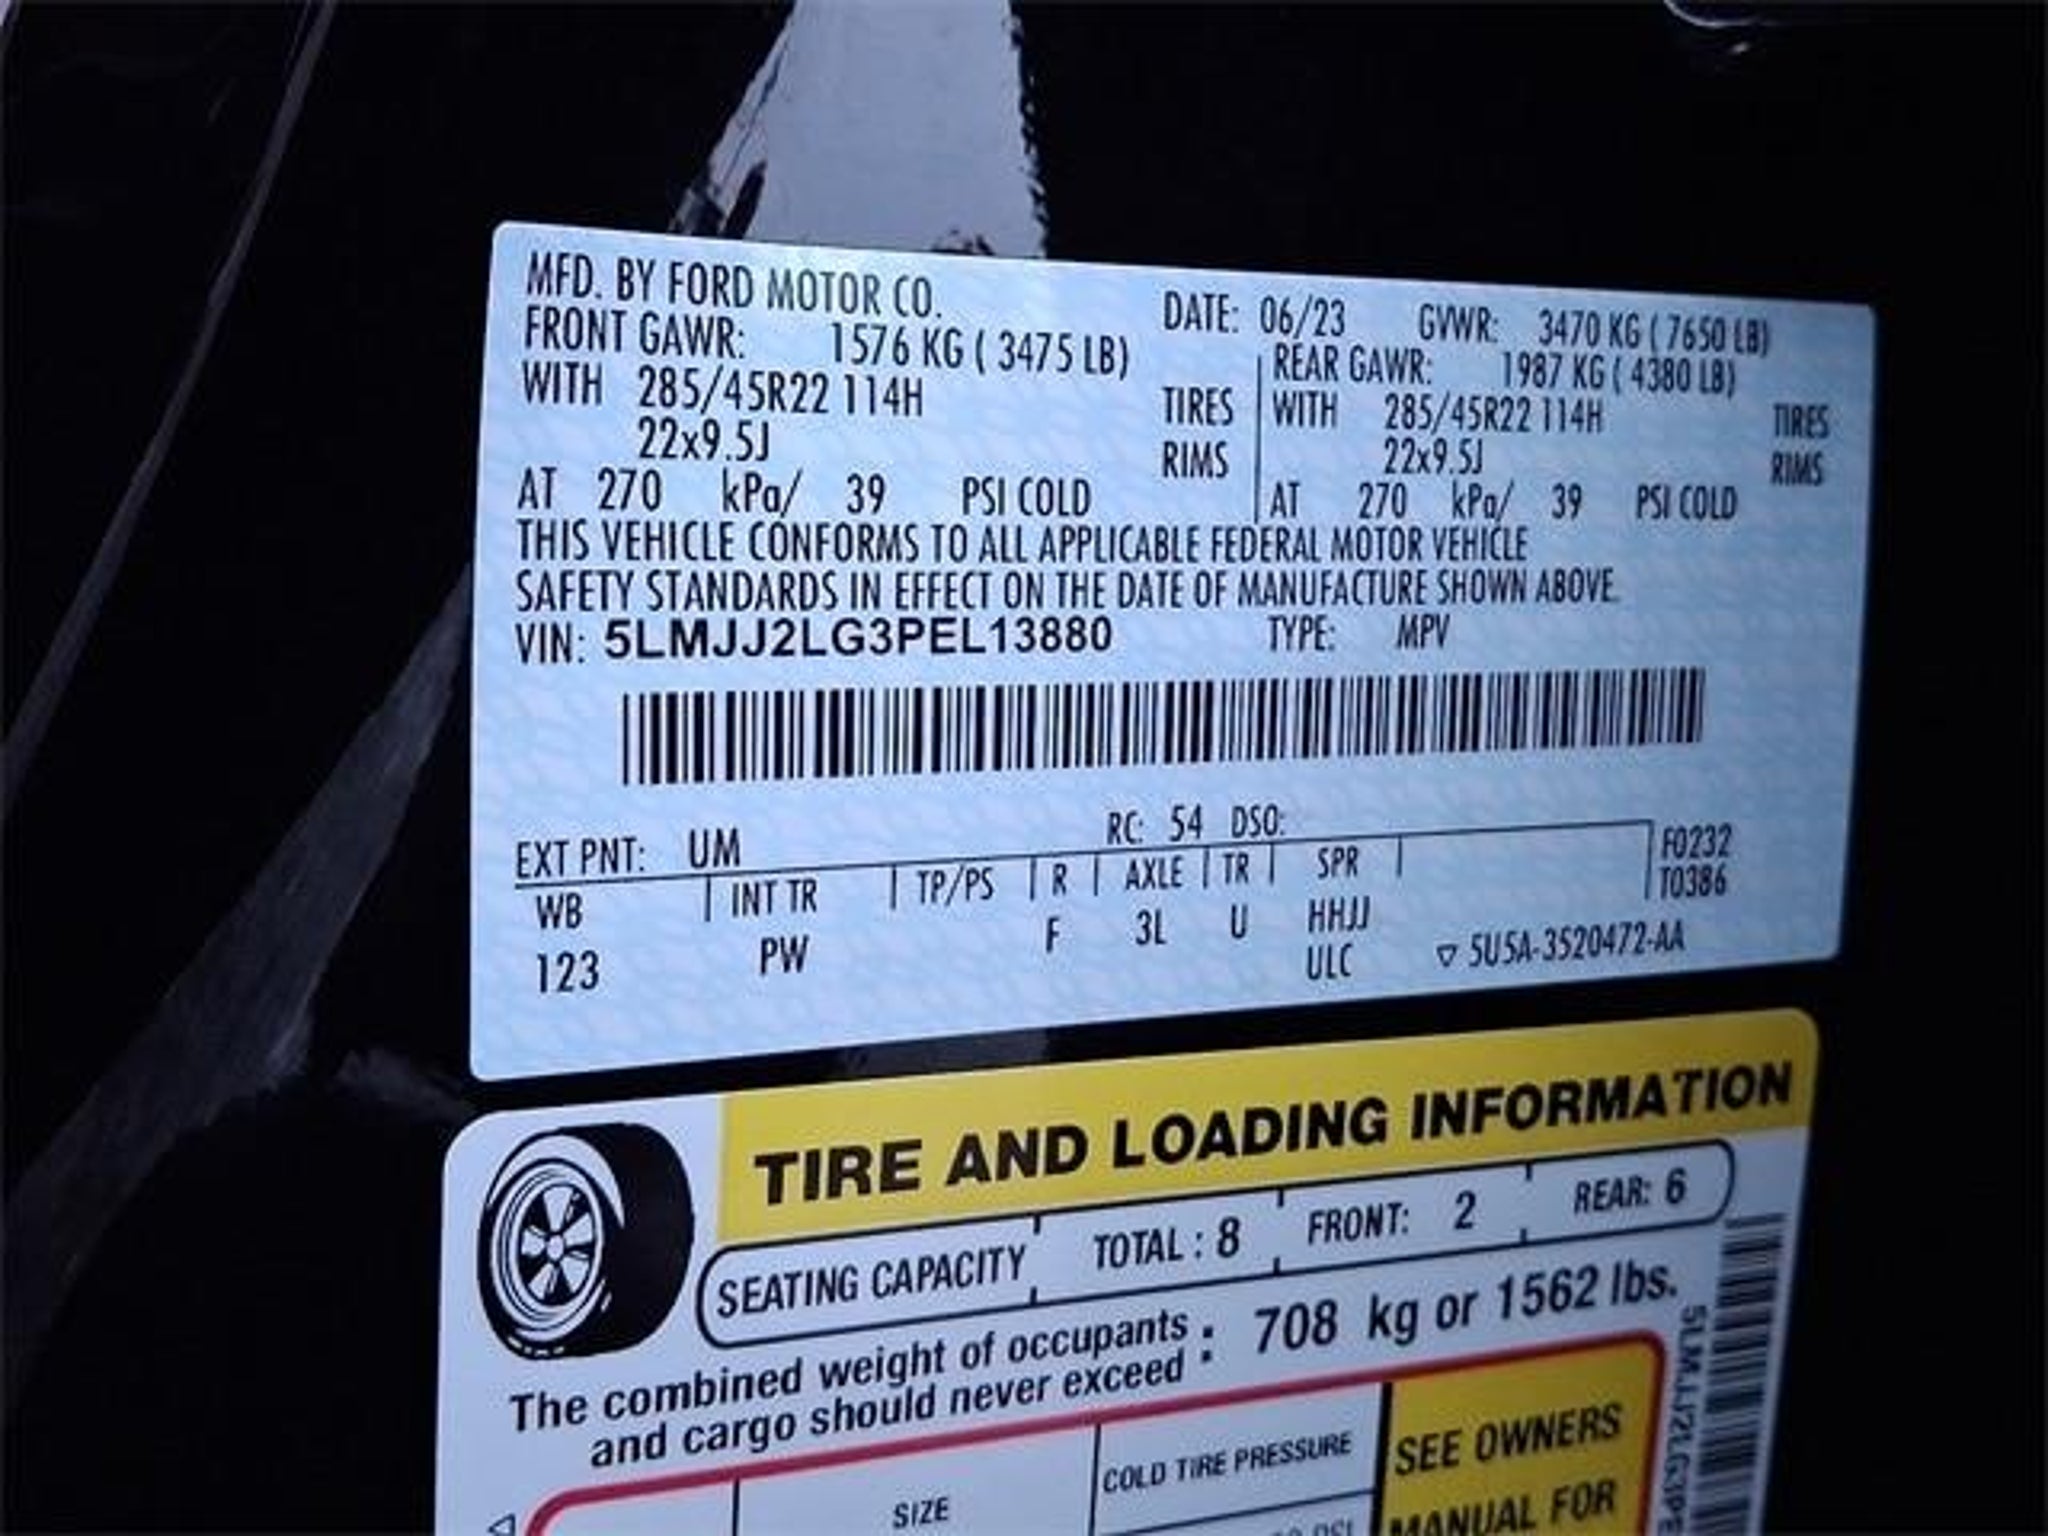 MFD. BY FORD MOTOR CO. DATE: 06/23 GVWR: 3470 KG ( 7650 LB)
FRONT GAWR: 1576 KG ( 3475 LB) REAR GAWR: 1987 KG ( 4380 LB)
WITH 285/45R22 114H TIRES WITH 285/45R22 114H TIRES
22x9.5J RIMS 22x9.5J RIMS
AT 270 kPa/ 39 PSI COLD AT 270 kPa/ 39 PSI COLD
THIS VEHICLE CONFORMS TO ALL APPLICABLE FEDERAL MOTOR VEHICLE
SAFETY STANDARDS IN EFFECT ON THE DATE OF MANUFACTURE SHOWN ABOVE.
VIN: 5LMJJ2LG3PEL13880 TYPE: MPV
EXT PNT: UM RC: 54 DSO:
WB INT TR TP/PS R AXLE TR SPR F0232
T0386
123 PW F 3L U HHJJ
ULC ▽ 5U5A-3520472-AA
TIRE AND LOADING INFORMATION
SEATING CAPACITY TOTAL : 8 FRONT: 2 REAR: 6
The combined weight of occupants
and cargo should never exceed : 708 kg or 1562 lbs.
SIZE COLD TIRE PRESSURE SEE OWNERS
MANUAL FOR
5LMJJ2LG3PE